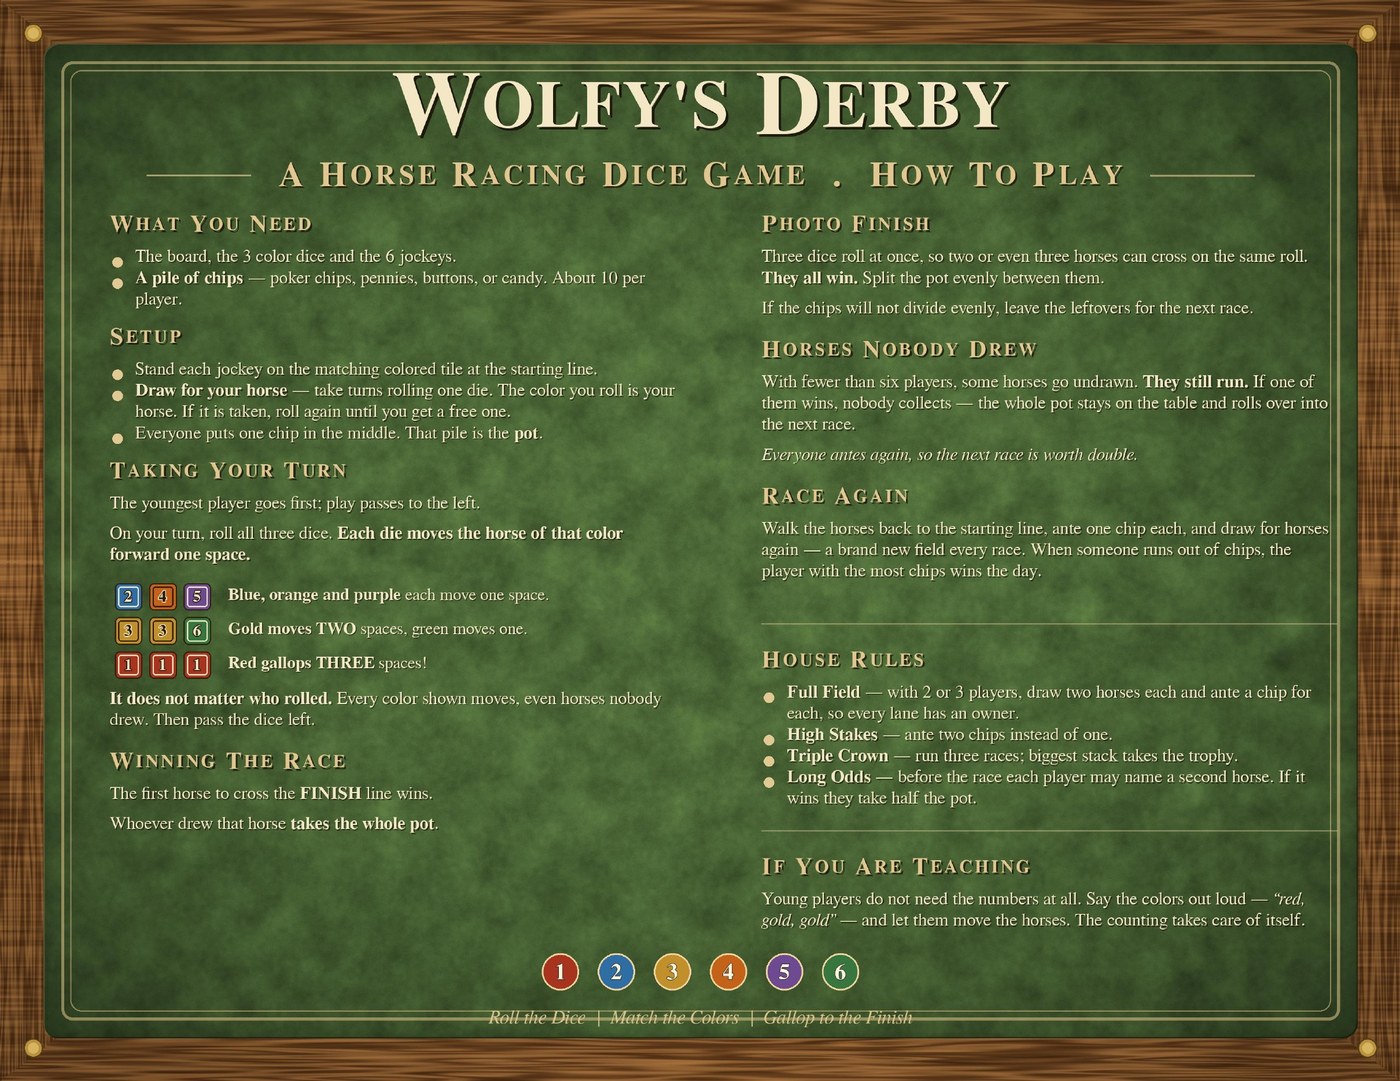 WOLFY'S DERBY
A HORSE RACING DICE GAME . HOW TO PLAY
WHAT YOU NEED
The board, the 3 color dice and the 6 jockeys.
A pile of chips — poker chips, pennies, buttons, or candy. About 10 per
player.
SETUP
Stand each jockey on the matching colored tile at the starting line.
Draw for your horse — take turns rolling one die. The color you roll is your
horse. If it is taken, roll again until you get a free one.
Everyone puts one chip in the middle. That pile is the pot.
TAKING YOUR TURN
The youngest player goes first; play passes to the left.
On your turn, roll all three dice. Each die moves the horse of that color
forward one space.
2 4 5 Blue, orange and purple each move one space.
3 3 6 Gold moves TWO spaces, green moves one.
1 1 1 Red gallops THREE spaces!
It does not matter who rolled. Every color shown moves, even horses nobody
drew. Then pass the dice left.
WINNING THE RACE
The first horse to cross the FINISH line wins.
Whoever drew that horse takes the whole pot.
PHOTO FINISH
Three dice roll at once, so two or even three horses can cross on the same roll.
They all win. Split the pot evenly between them.
If the chips will not divide evenly, leave the leftovers for the next race.
HORSES NOBODY DREW
With fewer than six players, some horses go undrawn. They still run. If one of
them wins, nobody collects — the whole pot stays on the table and rolls over into
the next race.
Everyone antes again, so the next race is worth double.
RACE AGAIN
Walk the horses back to the starting line, ante one chip each, and draw for horses
again — a brand new field every race. When someone runs out of chips, the
player with the most chips wins the day.
HOUSE RULES
Full Field — with 2 or 3 players, draw two horses each and ante a chip for
each, so every lane has an owner.
High Stakes — ante two chips instead of one.
Triple Crown — run three races; biggest stack takes the trophy.
Long Odds — before the race each player may name a second horse. If it
wins they take half the pot.
IF YOU ARE TEACHING
Young players do not need the numbers at all. Say the colors out loud — “red,
gold, gold” — and let them move the horses. The counting takes care of itself.
1 2 3 4 5 6
Roll the Dice | Match the Colors | Gallop to the Finish